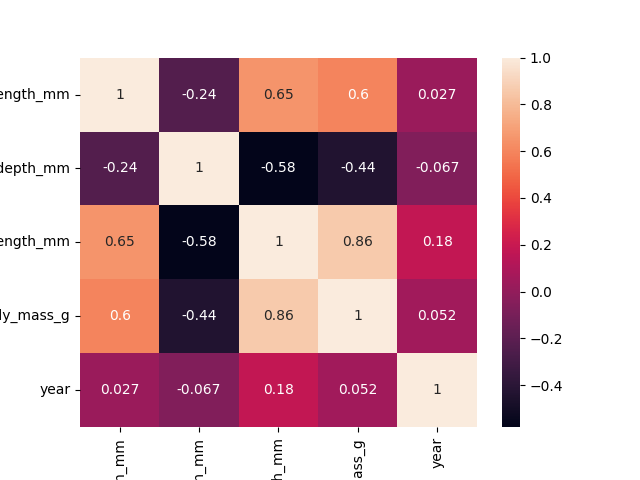 ength_mm 1 -0.24 0.65 0.6 0.027
depth_mm -0.24 1 -0.58 -0.44 -0.067
ength_mm 0.65 -0.58 1 0.86 0.18
ly_mass_g 0.6 -0.44 0.86 1 0.052
year 0.027 -0.067 0.18 0.052 1
h_mm
h_mm
h_mm
ass_g
year
1.0
0.8
0.6
0.4
0.2
0.0
−0.2
−0.4